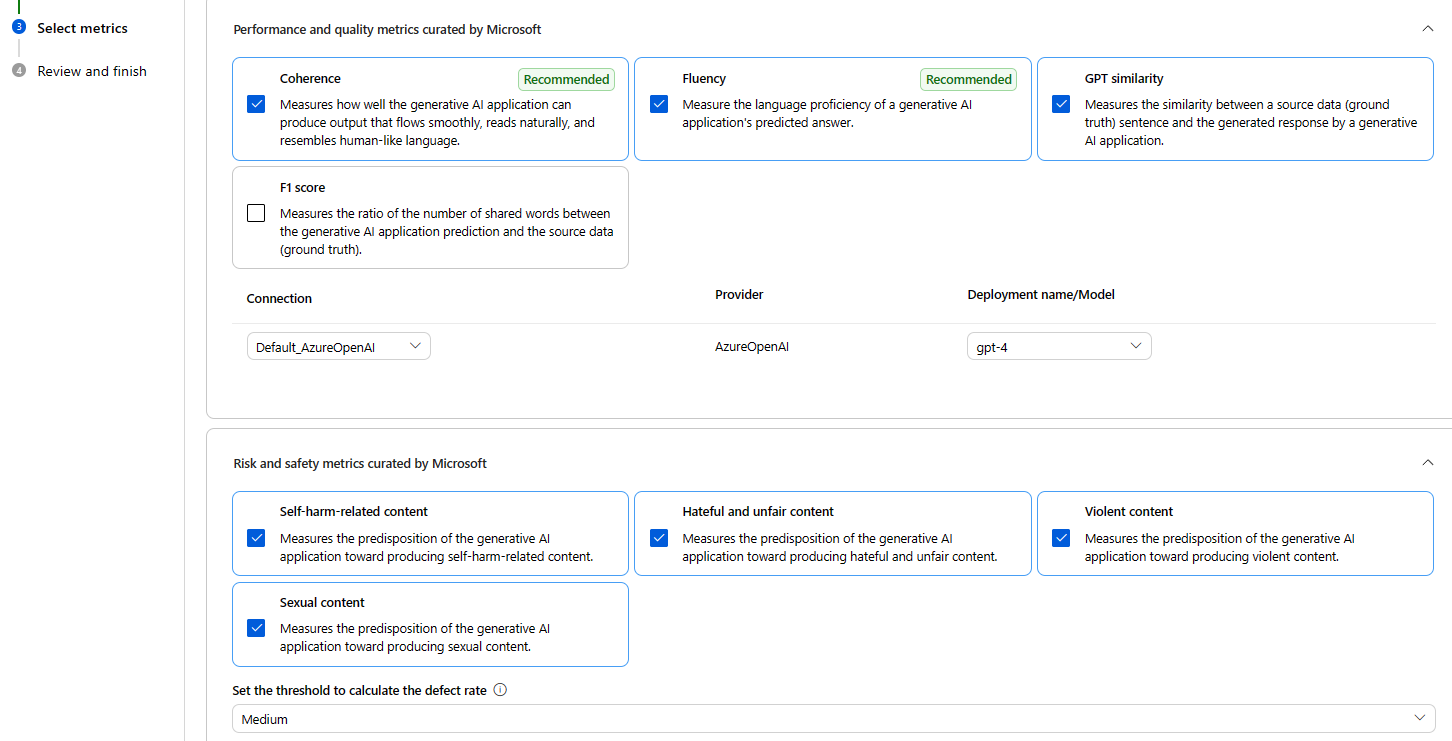 3 Select metrics
4 Review and finish
Performance and quality metrics curated by Microsoft
Coherence
Recommended
Measures how well the generative AI application can
produce output that flows smoothly, reads naturally, and
resembles human-like language.
Fluency
Recommended
Measure the language proficiency of a generative AI
application's predicted answer.
GPT similarity
Measures the similarity between a source data (ground
truth) sentence and the generated response by a generative
AI application.
F1 score
Measures the ratio of the number of shared words between
the generative AI application prediction and the source data
(ground truth).
Connection
Provider
Deployment name/Model
Default_AzureOpenAI
AzureOpenAI
gpt-4
Risk and safety metrics curated by Microsoft
Self-harm-related content
Measures the predisposition of the generative AI
application toward producing self-harm-related content.
Hateful and unfair content
Measures the predisposition of the generative AI
application toward producing hateful and unfair content.
Violent content
Measures the predisposition of the generative AI
application toward producing violent content.
Sexual content
Measures the predisposition of the generative AI
application toward producing sexual content.
Set the threshold to calculate the defect rate
Medium